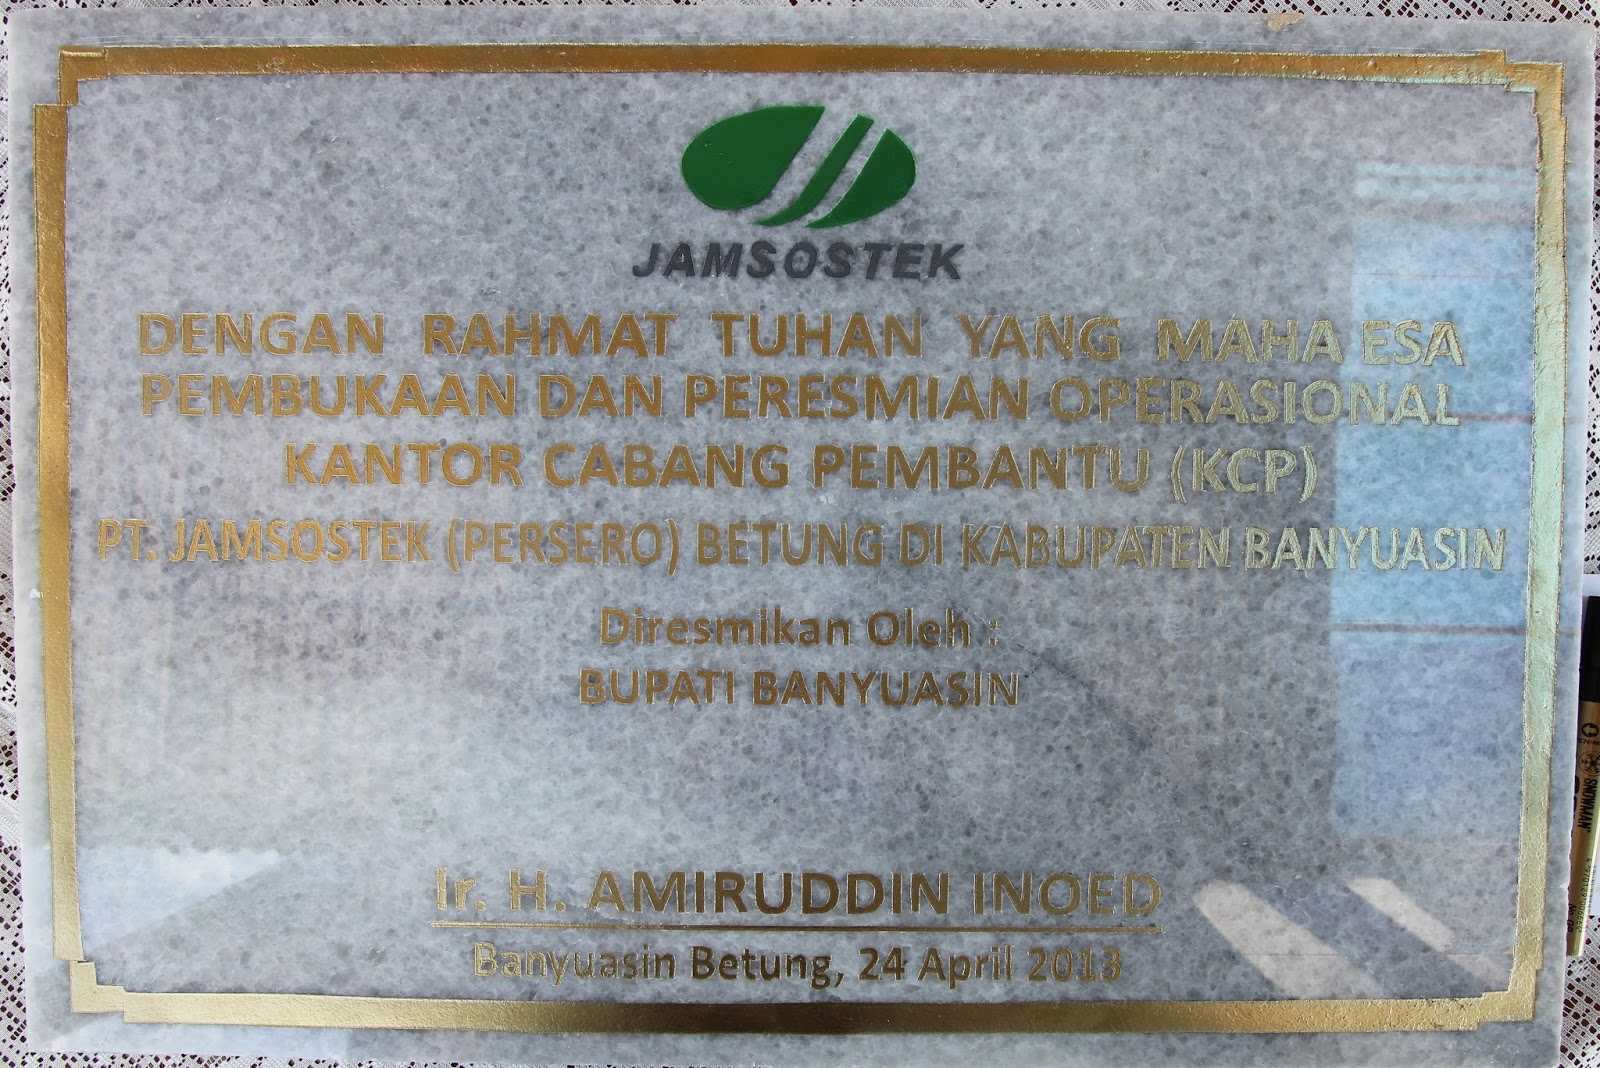 JAMSOSTEK
DENGAN RAHMAT TUHAN YANG MAHA ESA
PEMBUKAAN DAN PERESMIAN OPERASIONAL
KANTOR CABANG PEMBANTU (KCP)
PT. JAMSOSTEK (PERSERO) BETUNG DI KABUPATEN BANYUASIN
Diresmikan Oleh :
BUPATI BANYUASIN
Ir. H. AMIRUDDIN INOED
Banyuasin Betung, 24 April 2013
SNOWMAN